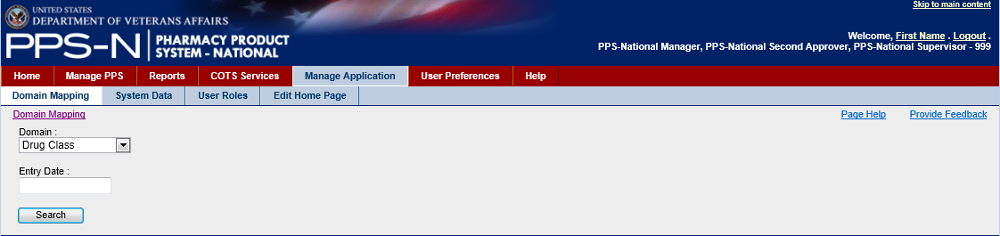 Skip to main content
UNITED STATES
DEPARTMENT OF VETERANS AFFAIRS
PPS-N PHARMACY PRODUCT
SYSTEM - NATIONAL
Welcome, First Name . Logout .
PPS-National Manager, PPS-National Second Approver, PPS-National Supervisor - 999
Home Manage PPS Reports COTS Services Manage Application User Preferences Help
Domain Mapping System Data User Roles Edit Home Page
Domain Mapping Page Help Provide Feedback
Domain :
Drug Class
Entry Date :
Search